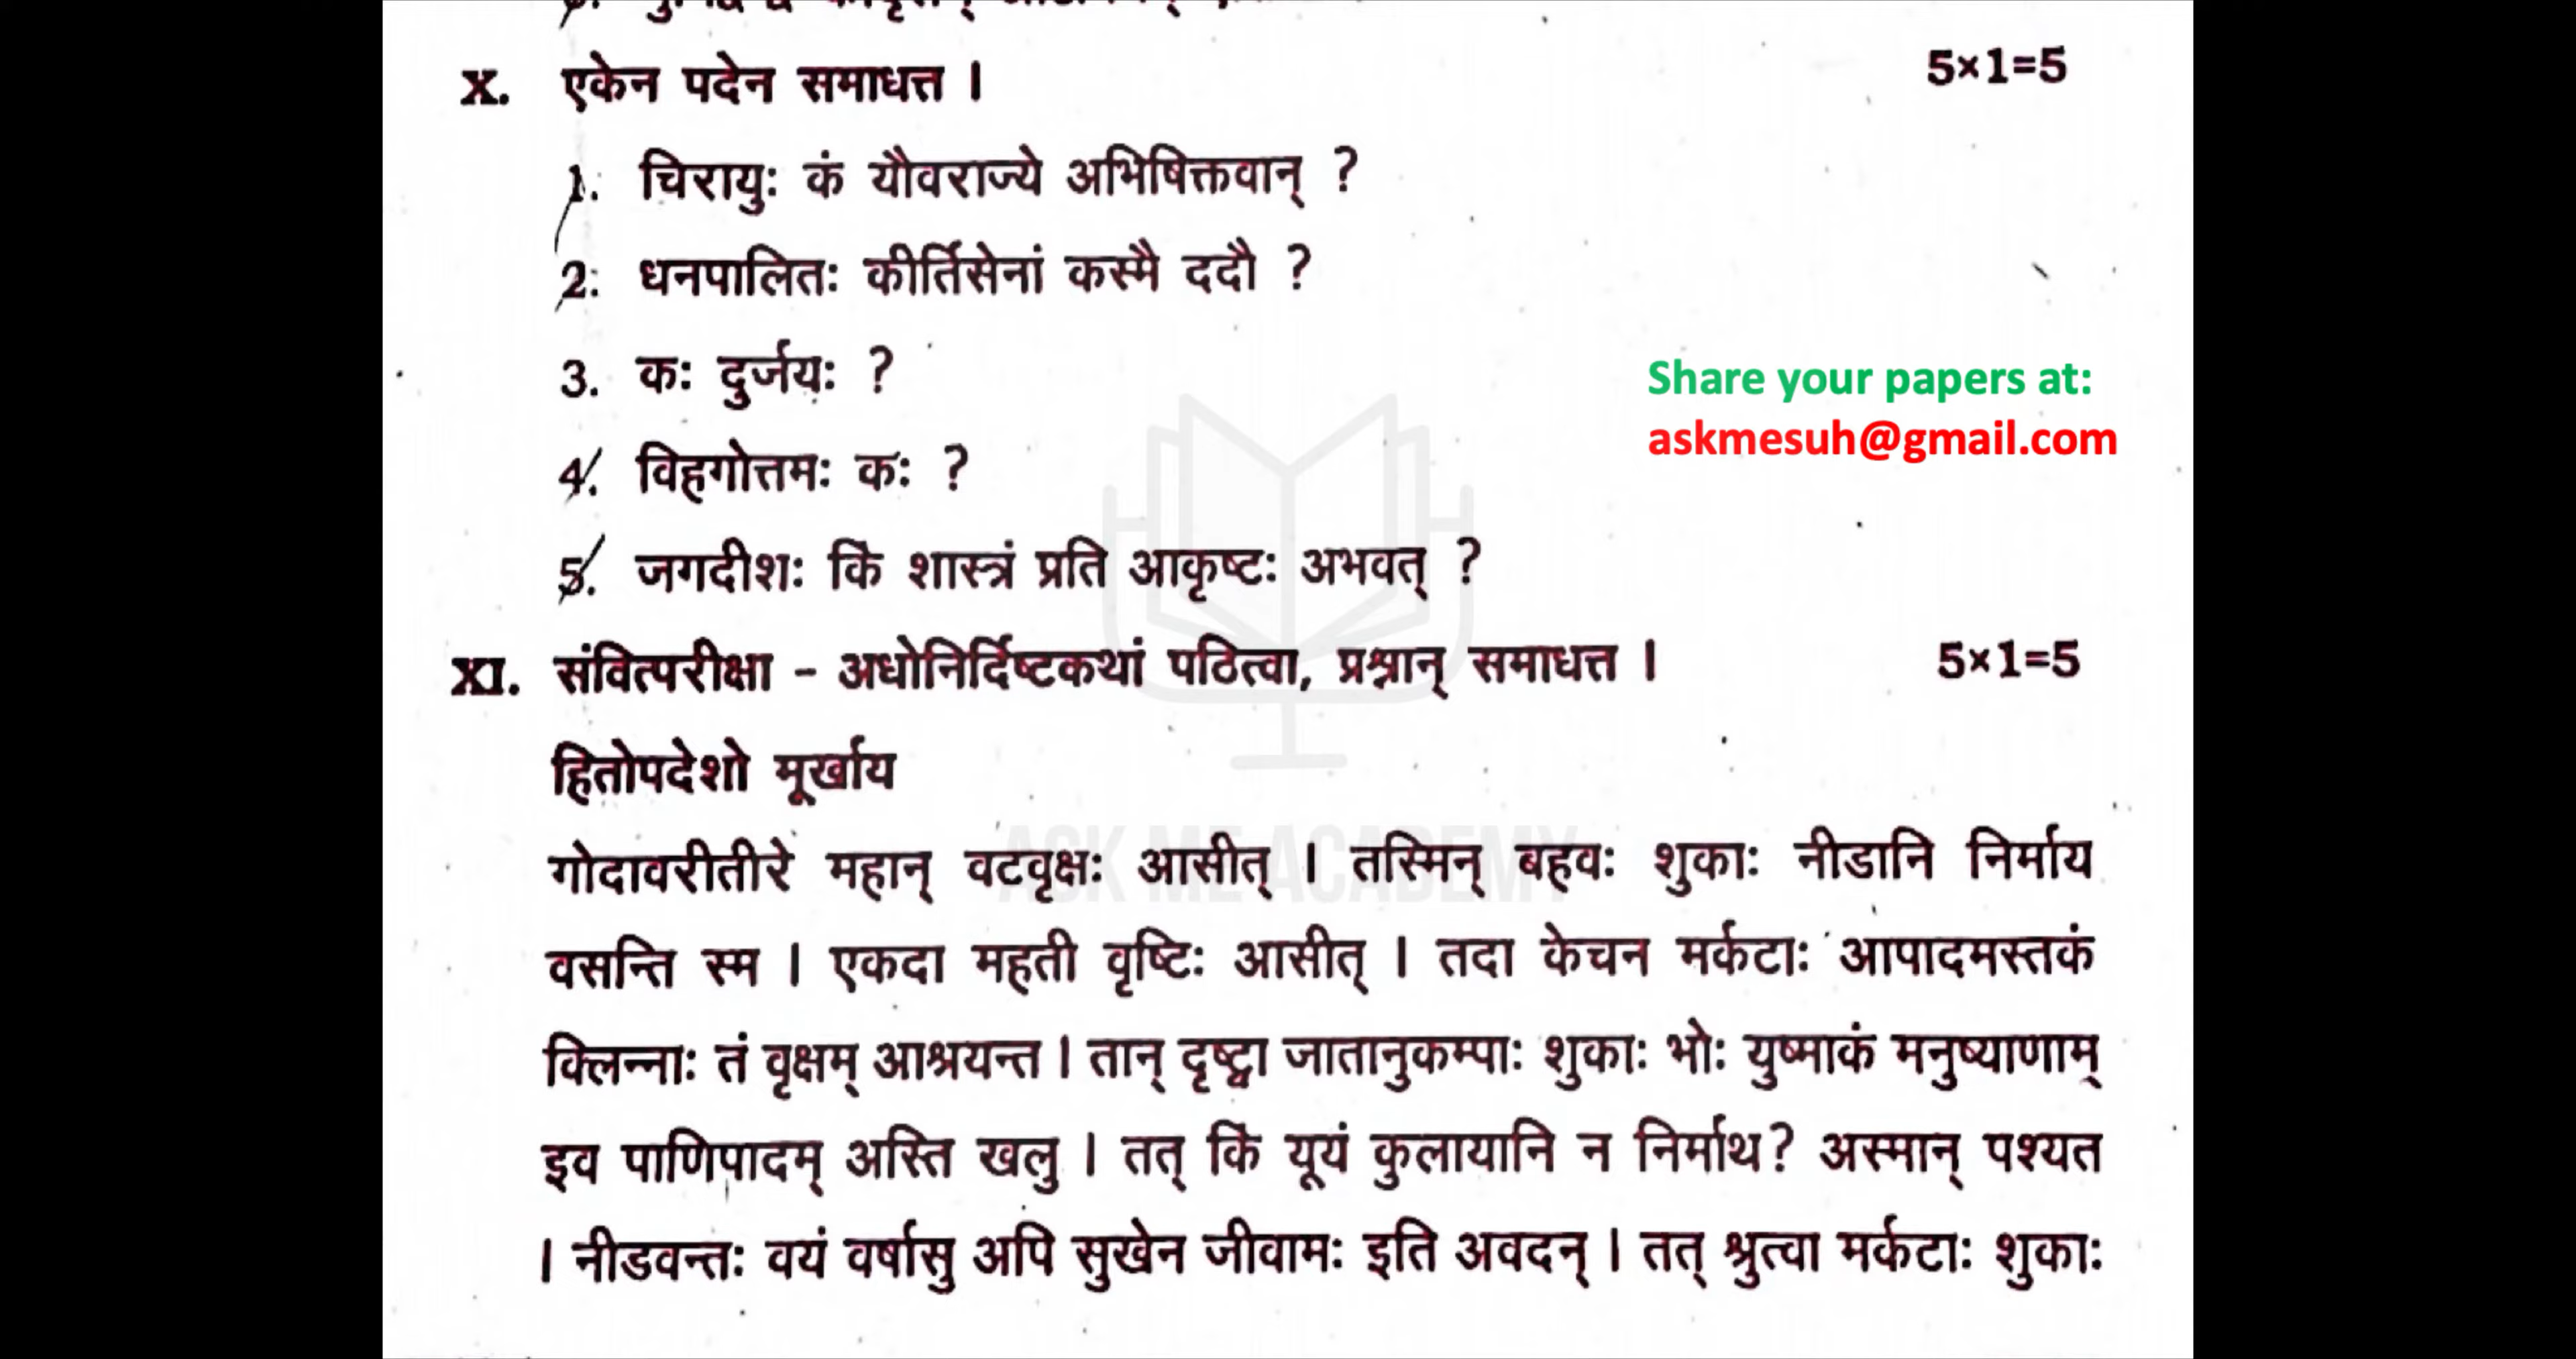 X. एकेन पदेन समाधत्त । 5×1=5
1. चिरायुः कं यौवराज्ये अभिषिक्तवान् ?
2. धनपालितः कीर्तिसेनां कस्मै ददौ ?
3. कः दुर्जयः ?
Share your papers at:
askmesuh@gmail.com
4. विहगोत्तमः कः ?
5. जगदीशः किं शास्त्रं प्रति आकृष्टः अभवत् ?
XI. संवित्परीक्षा - अधोनिर्दिष्टकथां पठित्वा, प्रश्नान् समाधत्त । 5×1=5
हितोपदेशो मूर्खाय
ASK ME ACADEMY
गोदावरीतीरे महान् वटवृक्षः आसीत् । तस्मिन् बहवः शुकाः नीडानि निर्माय
वसन्ति स्म । एकदा महती वृष्टिः आसीत् । तदा केचन मर्कटाः आपादमस्तकं
क्लिन्नाः तं वृक्षम् आश्रयन्त । तान् दृष्ट्वा जातानुकम्पाः शुकाः भोः युष्माकं मनुष्याणाम्
इव पाणिपादम् अस्ति खलु । तत् किं यूयं कुलायानि न निर्माथ? अस्मान् पश्यत
। नीडवन्तः वयं वर्षासु अपि सुखेन जीवामः इति अवदन् । तत् श्रुत्वा मर्कटाः शुकाः